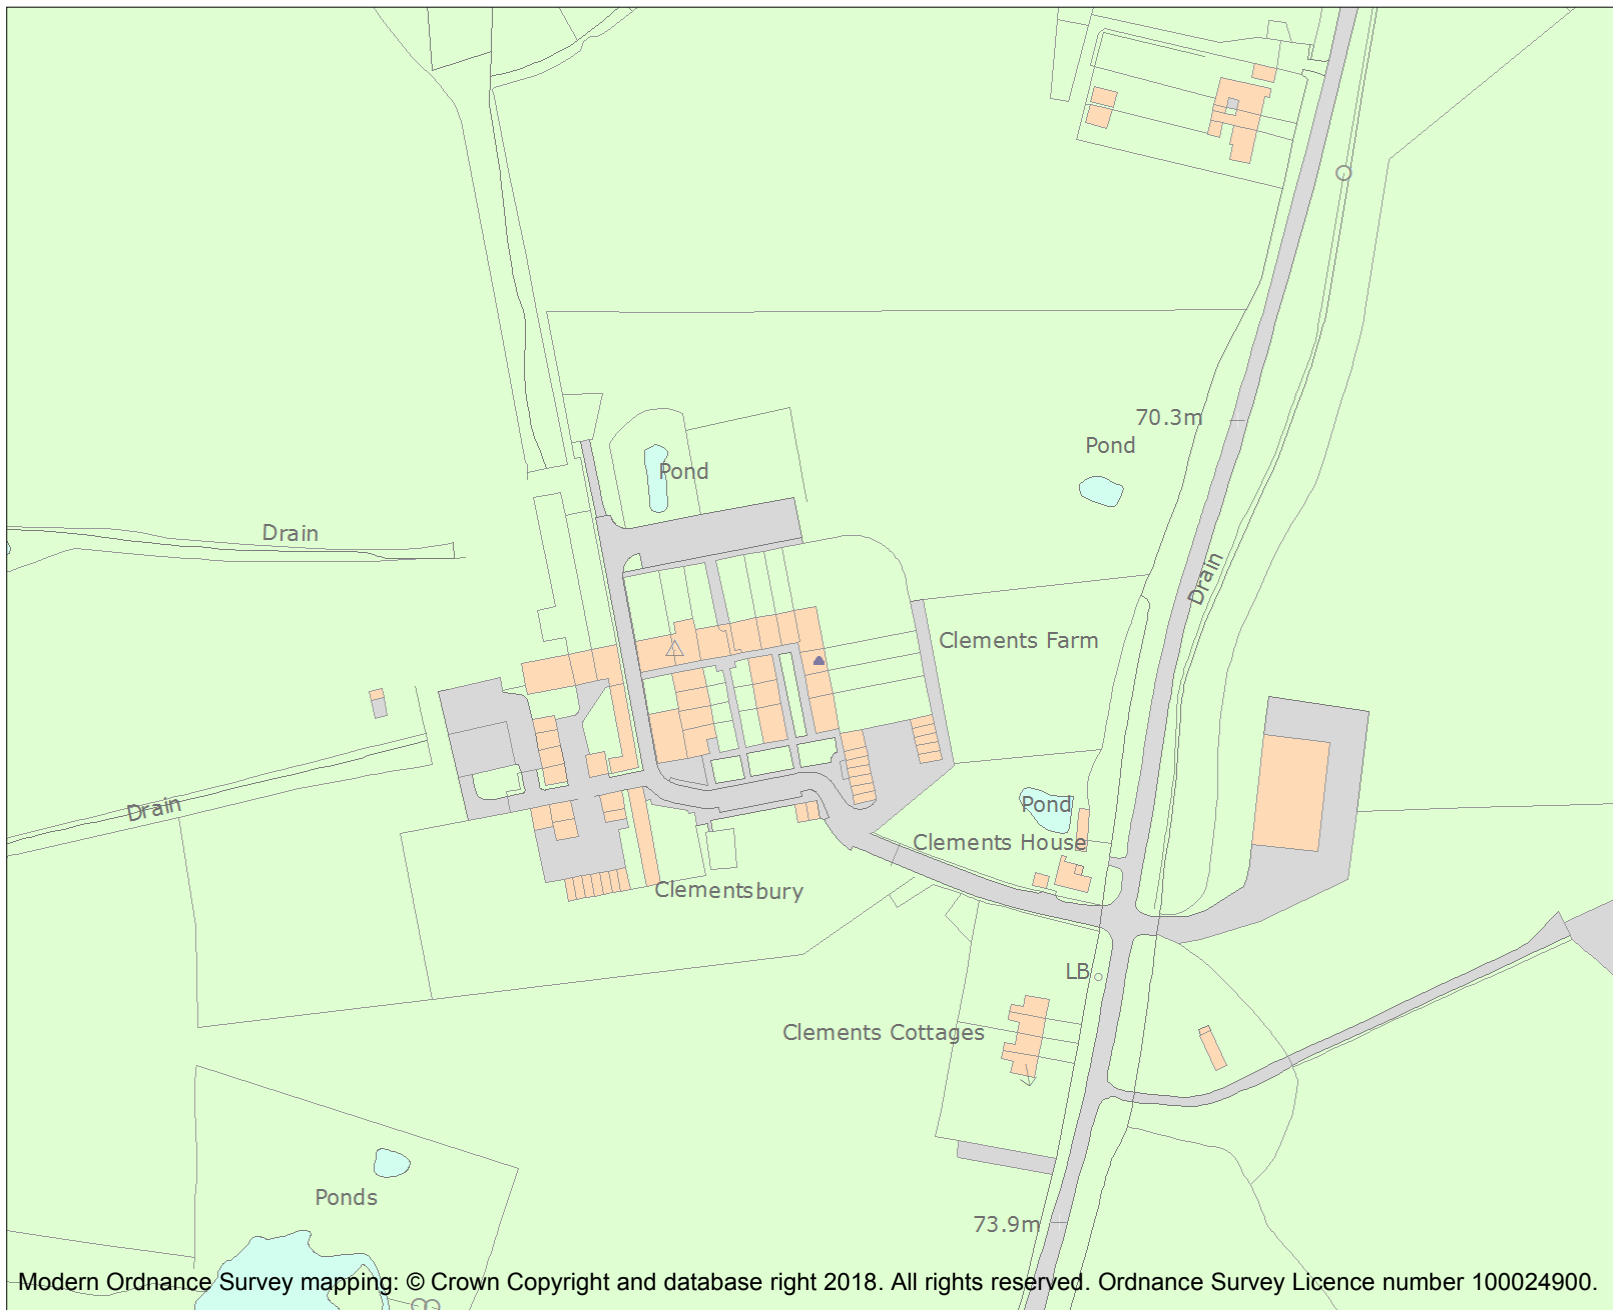 70.3m
Pond
Pond
Drain
Drain
Clements Farm
Pond
Drain
Clements House
Clementsbury
LB
Clements Cottages
Ponds
73.9m
Modern Ordnance Survey mapping: © Crown Copyright and database right 2018. All rights reserved. Ordnance Survey Licence number 100024900.